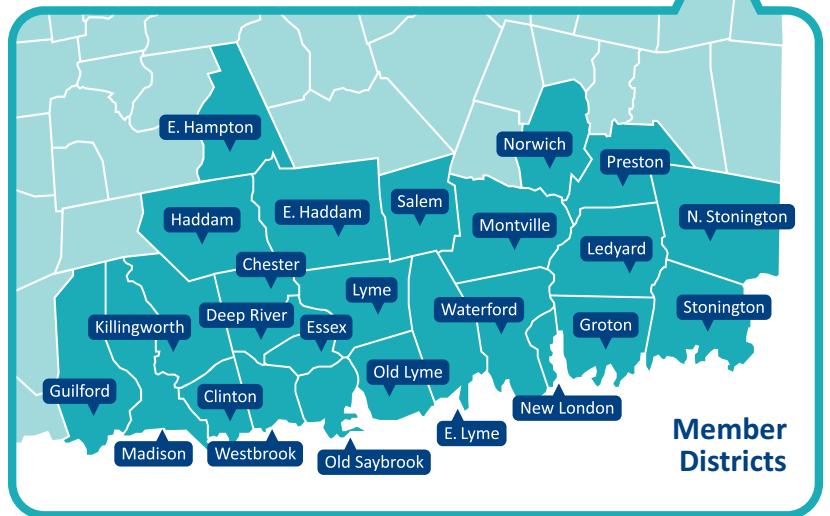 E. Hampton
Norwich
Preston
Salem
E. Haddam
Haddam
N. Stonington
Montville
Ledyard
Chester
Lyme
Deep River
Killingworth
Essex
Waterford
Stonington
Groton
Old Lyme
Guilford
Clinton
New London
E. Lyme
Madison
Westbrook
Old Saybrook
Member
Districts